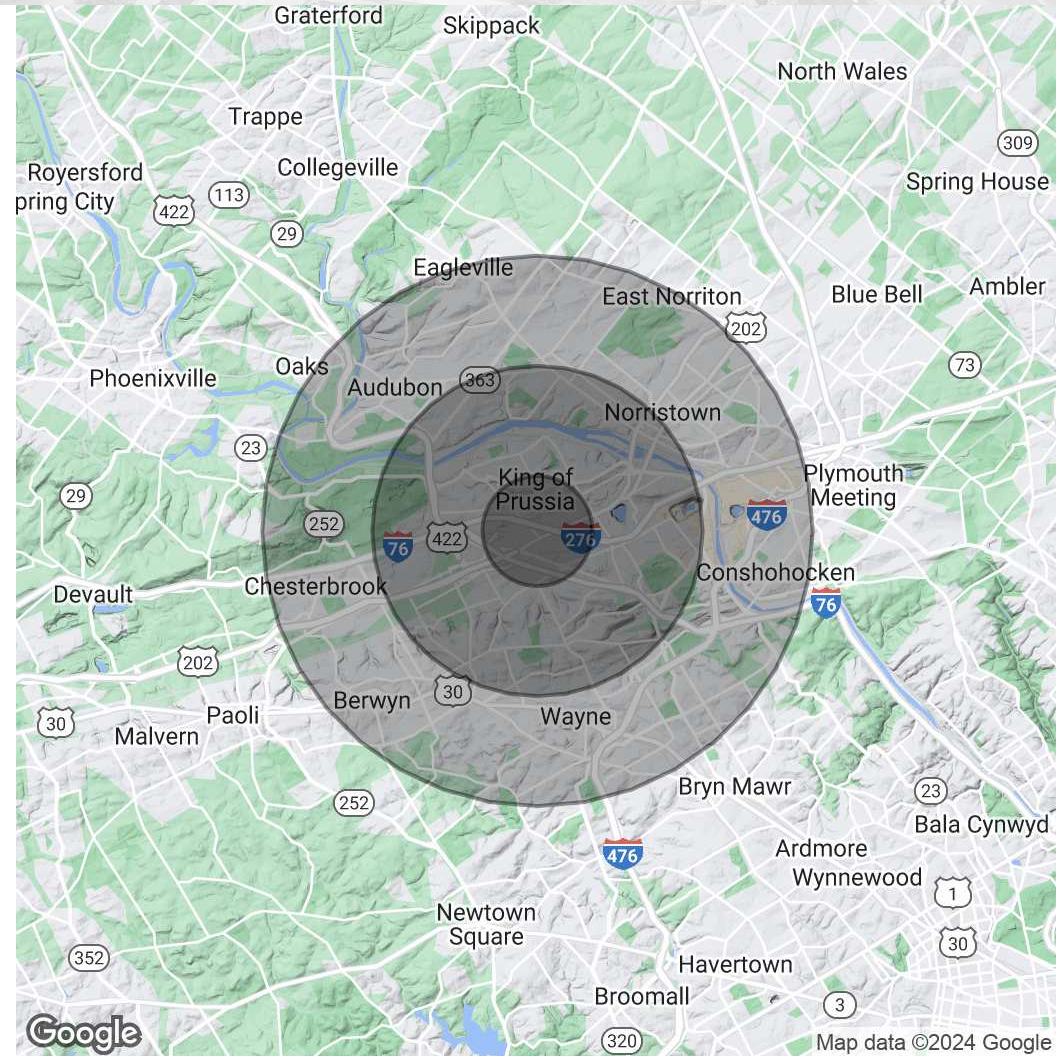 Graterford
Skippack
North Wales
Trappe
309
Collegeville
Royersford
Spring House
113
pring City
422
29
Eagleville
Ambler
East Norriton
Blue Bell
202
Oaks
73
Phoenixville
Audubon
363
Norristown
23
King of
Prussia
Plymouth
Meeting
29
252
476
422
276
76
Conshohocken
Chesterbrook
Devault
76
202
30
Berwyn
Wayne
30
Paoli
Malvern
Bryn Mawr
23
252
Bala Cynwyd
Ardmore
476
Wynnewood
1
Newtown
Square
30
352
Havertown
Broomall
3
Google
320
Map data ©2024 Google